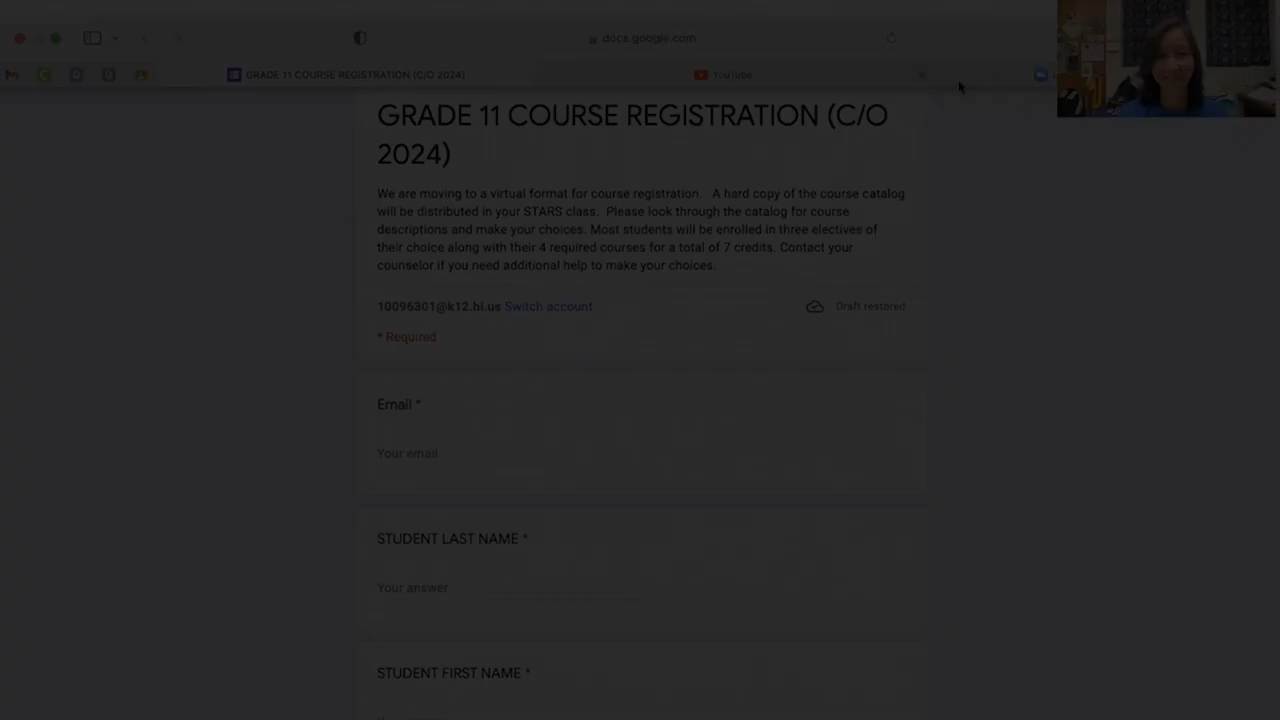 docs.google.com
GRADE 11 COURSE REGISTRATION (C/O 2024)
YouTube
GRADE 11 COURSE REGISTRATION (C/O
2024)
We are moving to a virtual format for course registration. A hard copy of the course catalog
will be distributed in your STARS class. Please look through the catalog for course
descriptions and make your choices. Most students will be enrolled in three electives of
their choice along with their 4 required courses for a total of 7 credits. Contact your
counselor if you need additional help to make your choices.
10096301@k12.hi.us Switch account
Draft restored
* Required
Email *
Your email
STUDENT LAST NAME *
Your answer
STUDENT FIRST NAME *